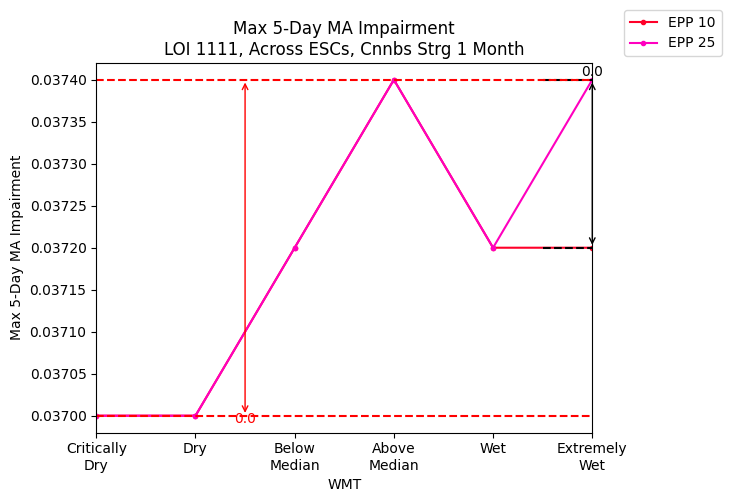 Max 5-Day MA Impairment
LOI 1111, Across ESCs, Cnnbs Strg 1 Month
EPP 10
EPP 25
0.0
0.03740
0.03735
0.03730
0.03725
0.03720
0.03715
0.03710
0.03705
0.03700
Max 5-Day MA Impairment
0.0
Critically
Dry
Dry
Below
Median
Above
Median
Wet
Extremely
Wet
WMT